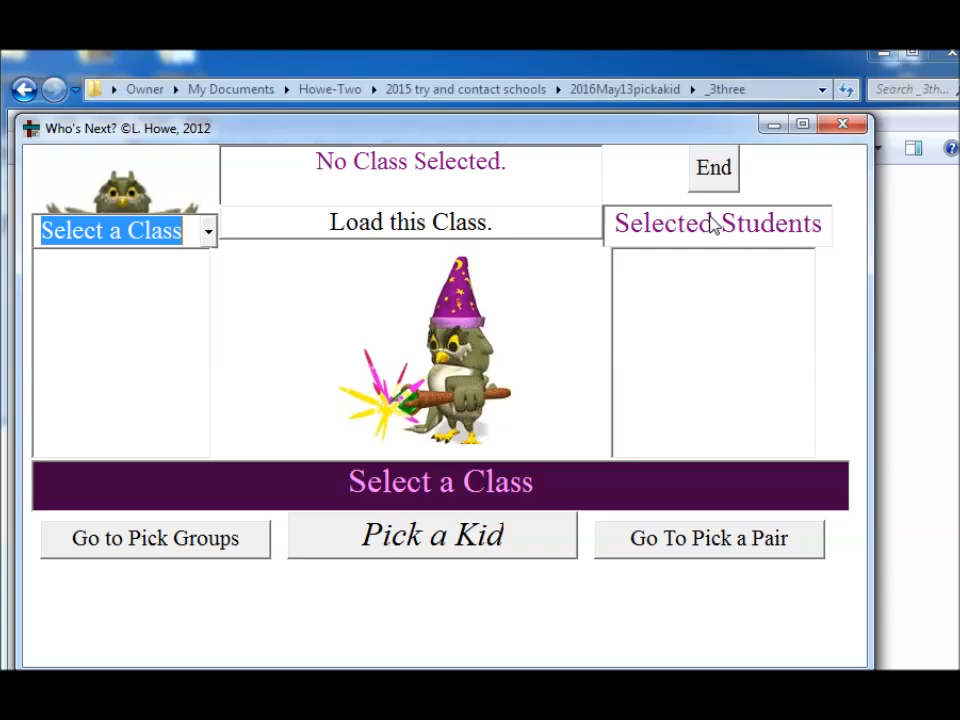 Owner ▸ My Documents ▸ Howe-Two ▸ 2015 try and contact schools ▸ 2016May13pickakid ▸ _3three
Search _3th...
Who's Next? ©L. Howe, 2012
No Class Selected.
End
Select a Class
Load this Class.
Selected Students
Select a Class
Go to Pick Groups
Pick a Kid
Go To Pick a Pair